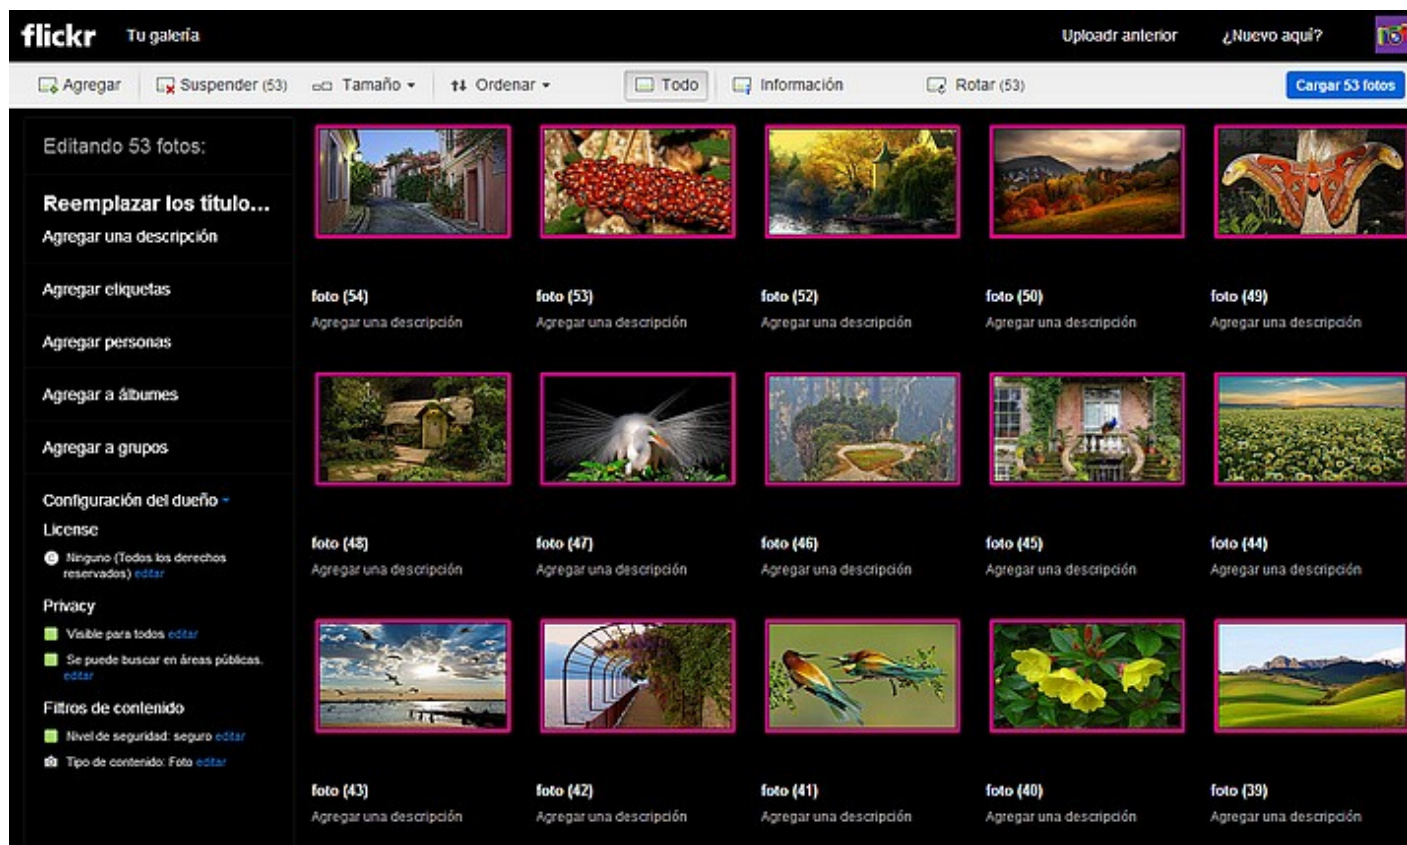 flickr Tu galería Uploadr anterior ¿Nuevo aquí?
Agregar Suspender (53) Tamaño Ordenar Todo Información Rotar (53) Cargar 53 fotos
Editando 53 fotos:
Reemplazar los título...
Agregar una descripción
Agregar etiquetas
Agregar personas
Agregar a álbumes
Agregar a grupos
Configuración del dueño
License
Ninguno (Todos los derechos
reservados) editar
Privacy
Visible para todos editar
Se puede buscar en áreas públicas.
editar
Filtros de contenido
Nivel de seguridad: seguro editar
Tipo de contenido: Foto editar
foto (54) foto (53) foto (52) foto (50) foto (49)
Agregar una descripción Agregar una descripción Agregar una descripción Agregar una descripción Agregar una descripción
foto (48) foto (47) foto (46) foto (45) foto (44)
Agregar una descripción Agregar una descripción Agregar una descripción Agregar una descripción Agregar una descripción
foto (43) foto (42) foto (41) foto (40) foto (39)
Agregar una descripción Agregar una descripción Agregar una descripción Agregar una descripción Agregar una descripción